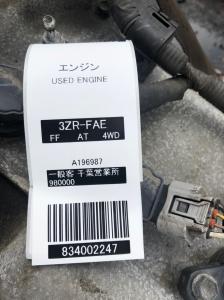 エンジン
USED ENGINE
3ZR-FAE
FF AT 4WD
A196987
一般客 千葉営業所
980000
834002247